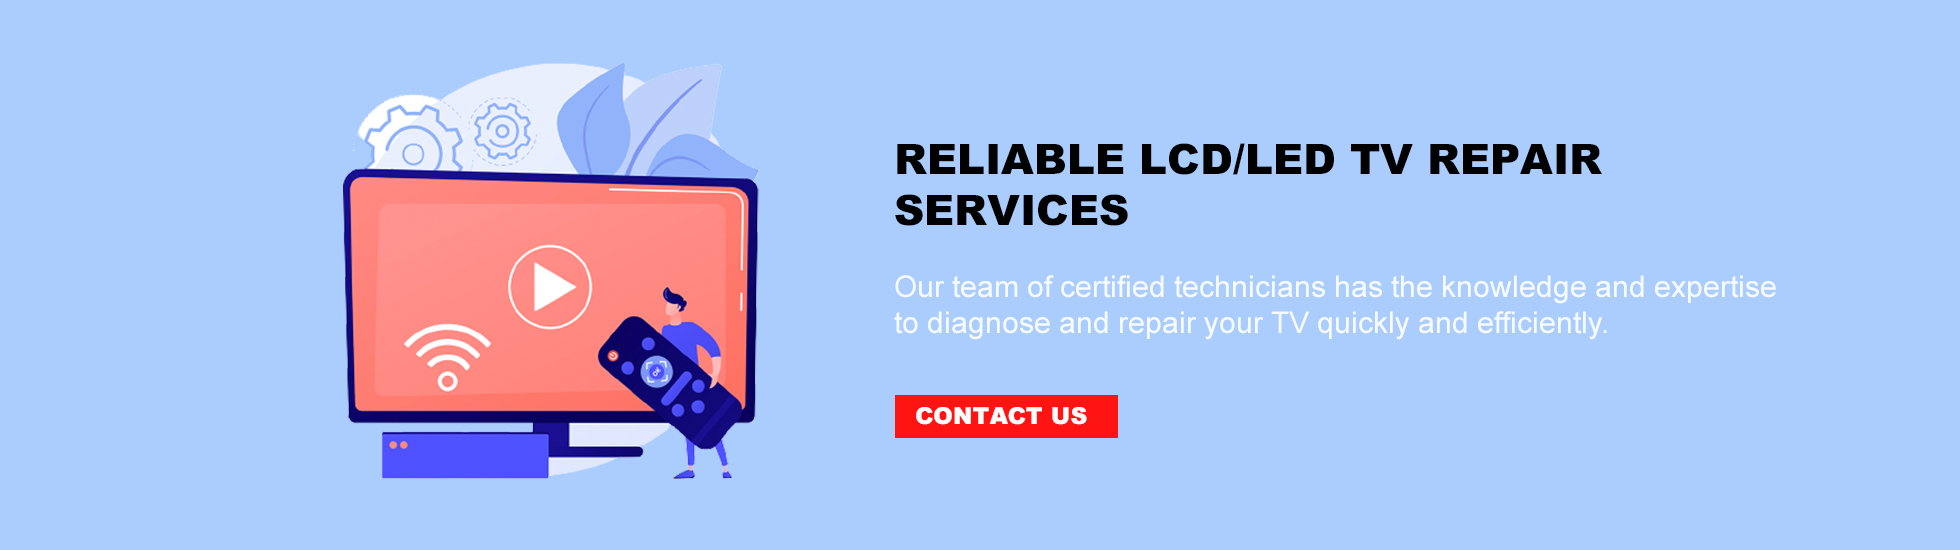 RELIABLE LCD/LED TV REPAIR
SERVICES
Our team of certified technicians has the knowledge and expertise
to diagnose and repair your TV quickly and efficiently.
CONTACT US